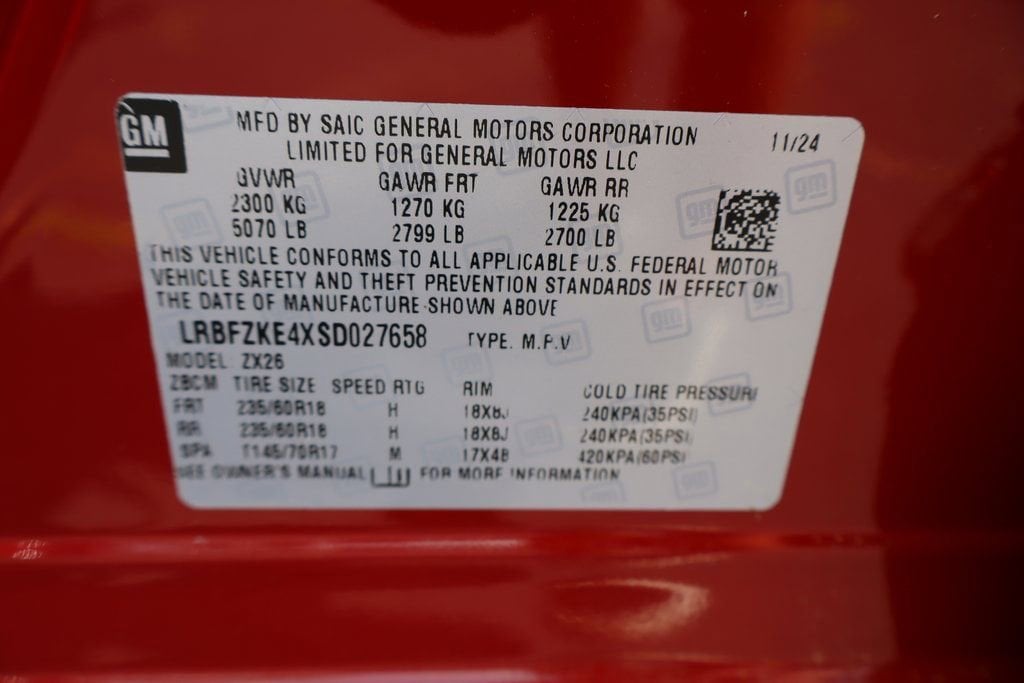 GM
MFD BY SAIC GENERAL MOTORS CORPORATION 11/24
LIMITED FOR GENERAL MOTORS LLC
GVWR GAWR FRT GAWR RR
2300 KG 1270 KG 1225 KG
5070 LB 2799 LB 2700 LB
THIS VEHICLE CONFORMS TO ALL APPLICABLE U.S. FEDERAL MOTOR
VEHICLE SAFETY AND THEFT PREVENTION STANDARDS IN EFFECT ON
THE DATE OF MANUFACTURE SHOWN ABOVE
LRBFZKE4XSD027658 TYPE. M.P.V
MODEL: ZX26
ZBCM TIRE SIZE SPEED RTG RIM COLD TIRE PRESSURE
FRT 235/60R18 H 18X8J 240KPA(35PSI)
RR 235/60R18 H 18X8J 240KPA(35PSI)
SPA T145/70R17 M 17X4B 420KPA(60PSI)
SEE OWNER'S MANUAL FOR MORE INFORMATION